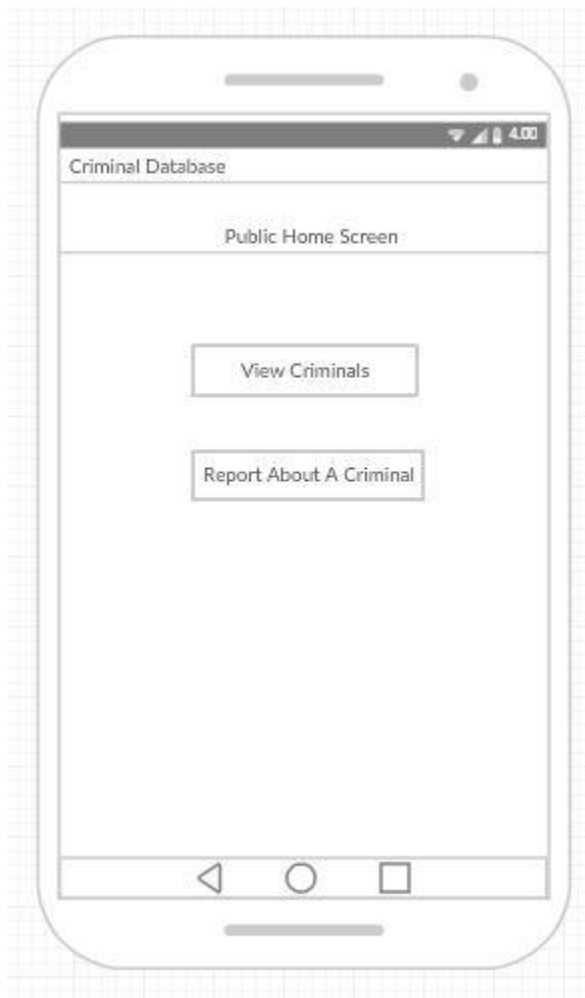 4.00
Criminal Database
Public Home Screen
View Criminals
Report About A Criminal